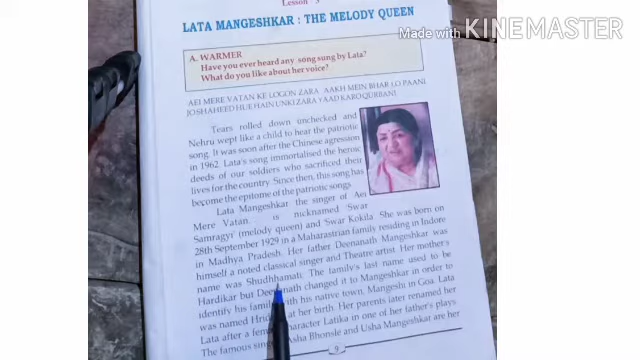 Lesson - 3
LATA MANGESHKAR : THE MELODY QUEEN
Made with KINEMASTER
A. WARMER
Have you ever heard any song sung by Lata?
What do you like about her voice?
AEI MERE VATAN KE LOGON ZARA AAKH MEIN BHAR LO PAANI
JO SHAHEED HUE HAIN UNKI ZARA YAAD KARO QURBANI
Tears rolled down unchecked and
Nehru wept like a child to hear the patriotic
song. It was soon after the Chinese agression
in 1962. Lata's song immortalised the heroic
deeds of our soldiers who sacrificed their
lives for the country. Since then, this song has
become the epitome of the patriotic songs.
Lata Mangeshkar the singer of 'Aei
Mere Vatan..... is nicknamed 'Swar
Samragyi' (melody queen) and Swar Kokila. She was born on
28th September 1929 in a Maharastrian family residing in Indore
in Madhya Pradesh. Her father Deenanath Mangeshkar was
himself a noted classical singer and Theatre artist. Her mother's
name was Shudhhamati. The family's last name used to be
Hardikar but Deenanath changed it to Mangeshkar in order to
identify his family with his native town, Mangeshi in Goa. Lata
was named at her birth. Her parents later renamed her
Lata after a female character Latika in one of her father's plays.
The famous singers Asha Bhonsle and Usha Mangeshkar are her
9